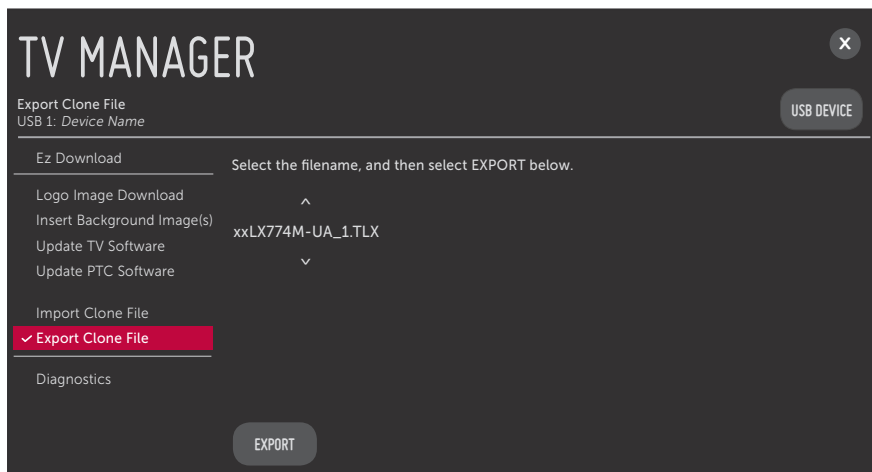 TV MANAGER
X
Export Clone File
USB 1: Device Name
USB DEVICE
Ez Download
Logo Image Download
Insert Background Image(s)
Update TV Software
Update PTC Software
Import Clone File
✓ Export Clone File
Diagnostics
Select the filename, and then select EXPORT below.
xxLX774M-UA_1.TLX
EXPORT